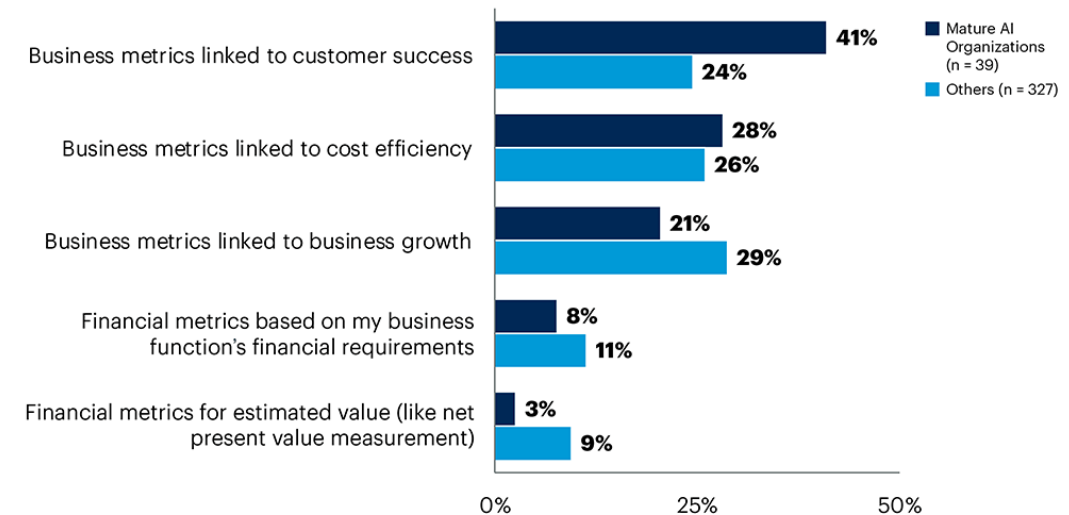 Business metrics linked to customer success
41%
24%
Mature AI
Organizations
(n = 39)
Others (n = 327)
Business metrics linked to cost efficiency
28%
26%
Business metrics linked to business growth
21%
29%
Financial metrics based on my business
function’s financial requirements
8%
11%
Financial metrics for estimated value (like net
present value measurement)
3%
9%
0%
25%
50%